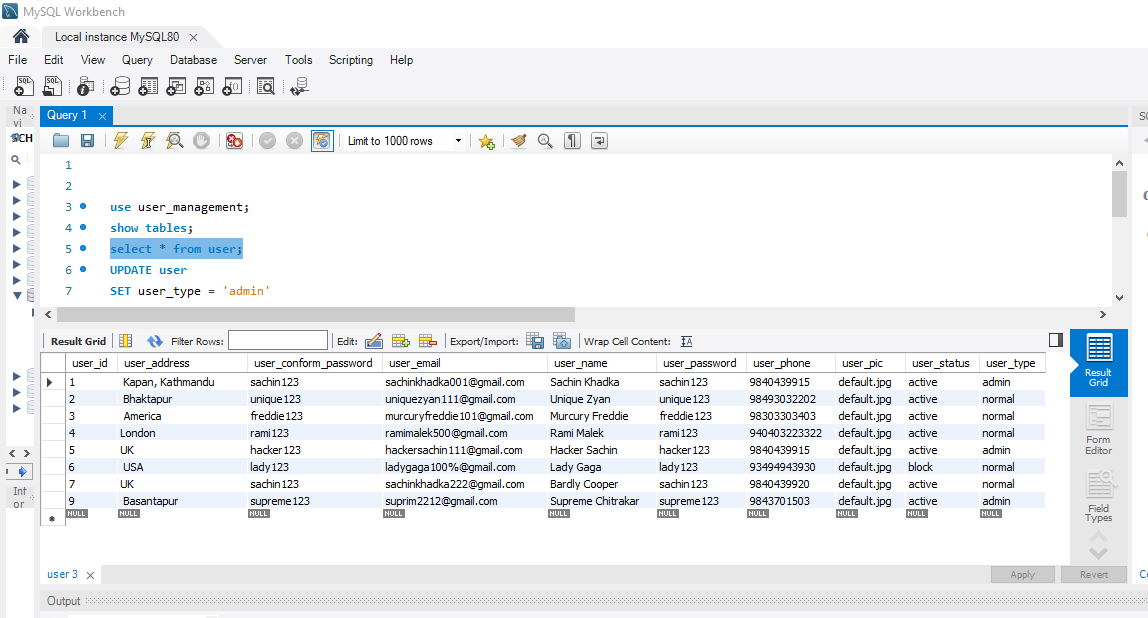 MySQL Workbench
Local instance MySQL80
File Edit View Query Database Server Tools Scripting Help
Na
vi
SCH
Query 1
Limit to 1000 rows
1
2
3 use user_management;
4 show tables;
5 select * from user;
6 UPDATE user
7 SET user_type = 'admin'
Result Grid Filter Rows: Edit: Export/Import: Wrap Cell Content: IA
user_id user_address user_conform_password user_email user_name user_password user_phone user_pic user_status user_type
1 Kapan, Kathmandu sachin123 sachinkhadka001@gmail.com Sachin Khadka sachin123 9840439915 default.jpg active admin
2 Bhaktapur unique123 uniquezyan111@gmail.com Unique Zyan unique123 98493032202 default.jpg active normal
3 America freddie123 murcuryfreddie101@gmail.com Murcury Freddie freddie123 98303303403 default.jpg active normal
4 London rami123 ramimalek500@gmail.com Rami Malek rami123 940403223322 default.jpg active normal
5 UK hacker123 hackersachin111@gmail.com Hacker Sachin hacker123 9840439915 default.jpg active admin
6 USA lady123 ladygaga100%@gmail.com Lady Gaga lady123 93499943930 default.jpg block normal
7 UK sachin123 sachinkhadka222@gmail.com Bardly Cooper sachin123 9840439920 default.jpg active normal
9 Basantapur supreme123 suprim2212@gmail.com Supreme Chitrakar supreme123 9843701503 default.jpg active admin
NULL NULL NULL NULL NULL NULL NULL NULL NULL NULL
Result
Grid
Form
Editor
Field
Types
Inf
or
user 3
Apply Revert
Output